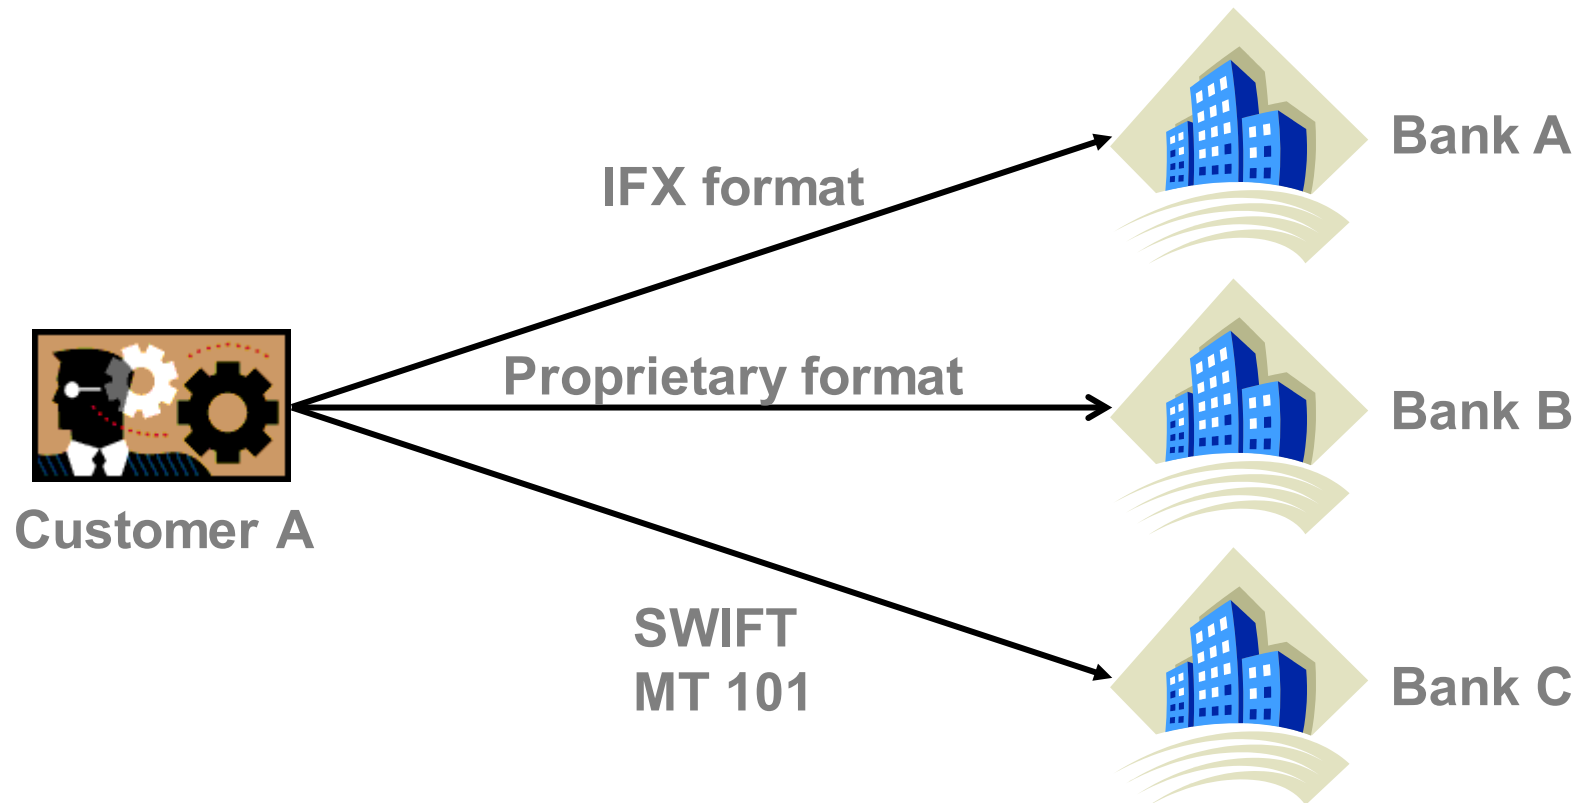 Bank A
IFX format
Proprietary format
Bank B
Customer A
SWIFT
MT 101
Bank C